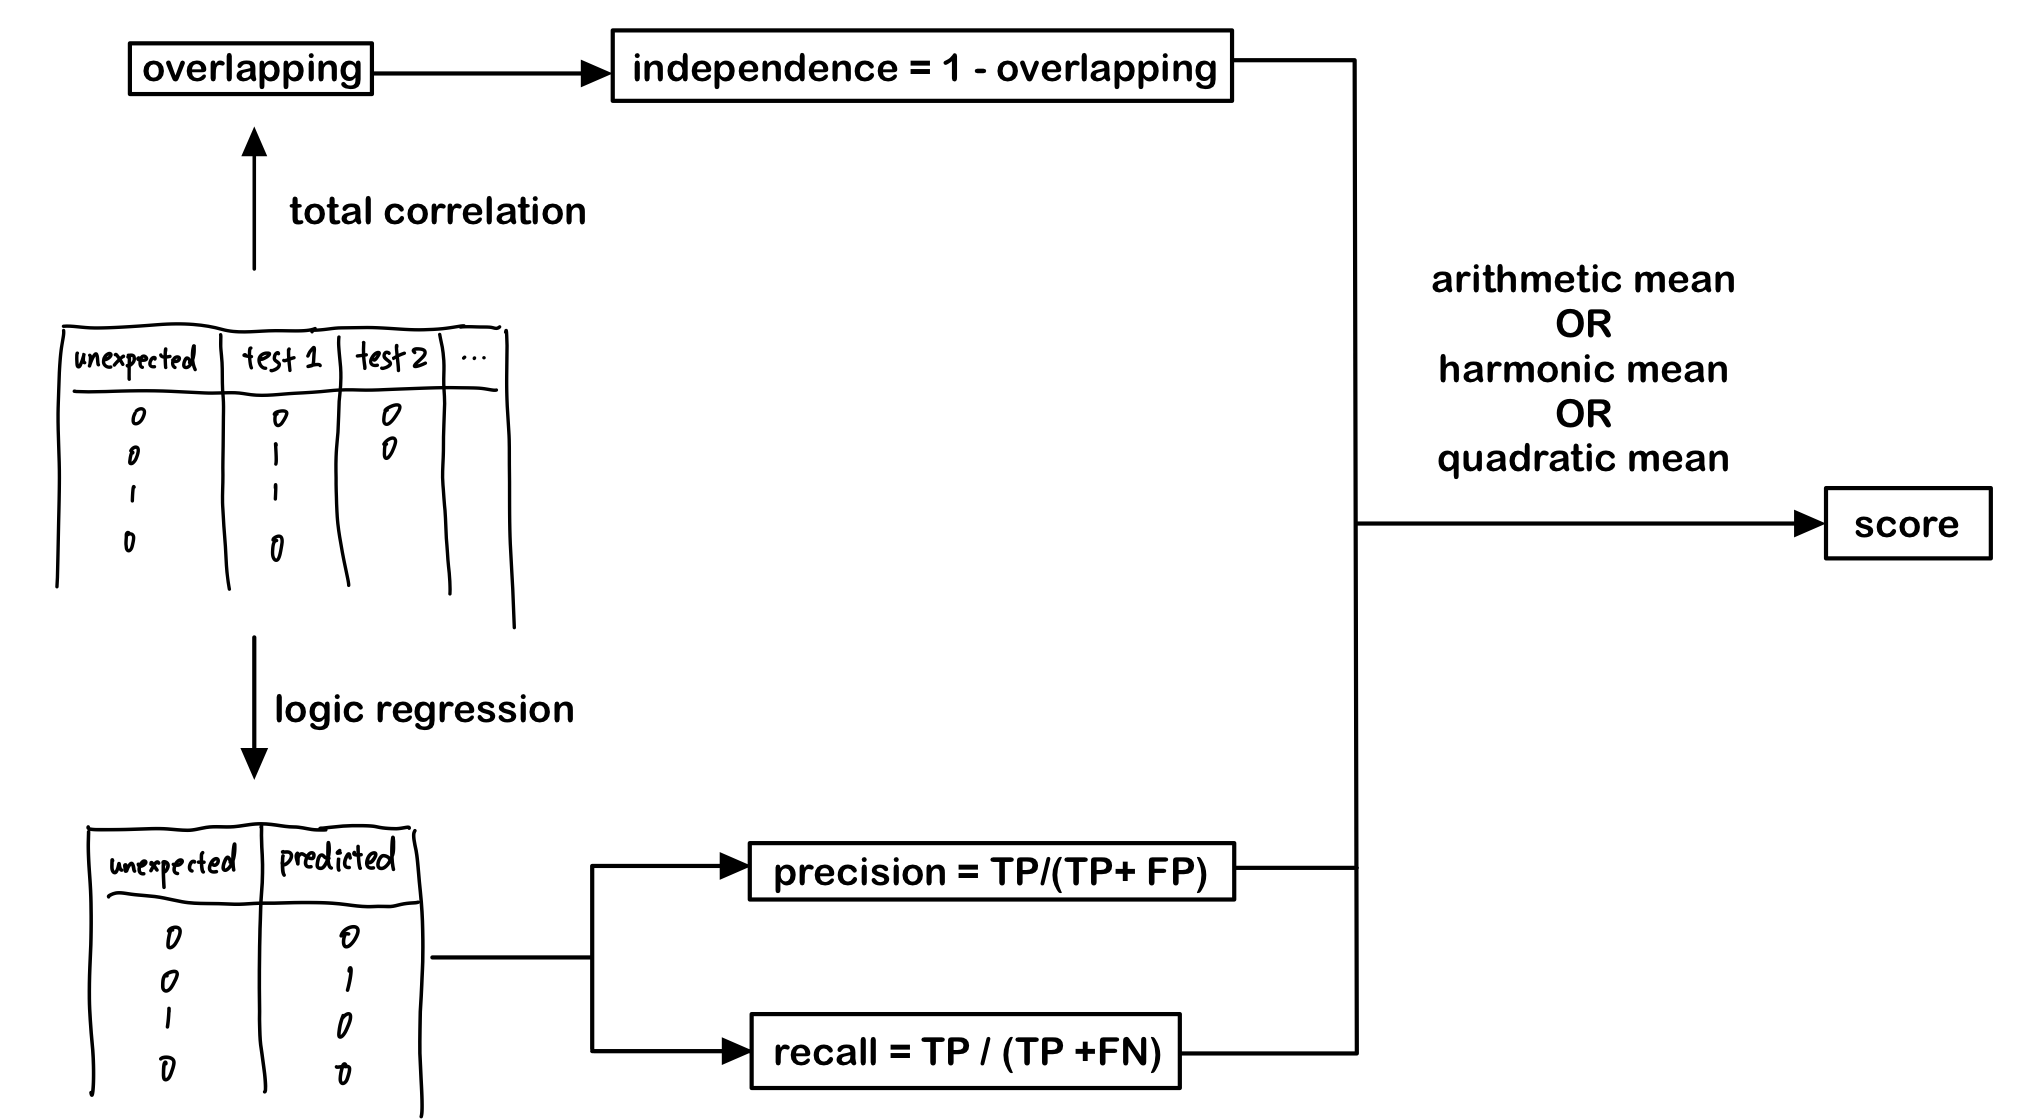 overlapping
independence = 1 - overlapping
total correlation
arithmetic mean
OR
harmonic mean
OR
quadratic mean
score
unexpected test 1 test 2 ...
0 0 0
0 1 0
1 1
0 0
logic regression
unexpected predicted
0 0
0 1
1 0
0 0
precision = TP/(TP+ FP)
recall = TP / (TP +FN)